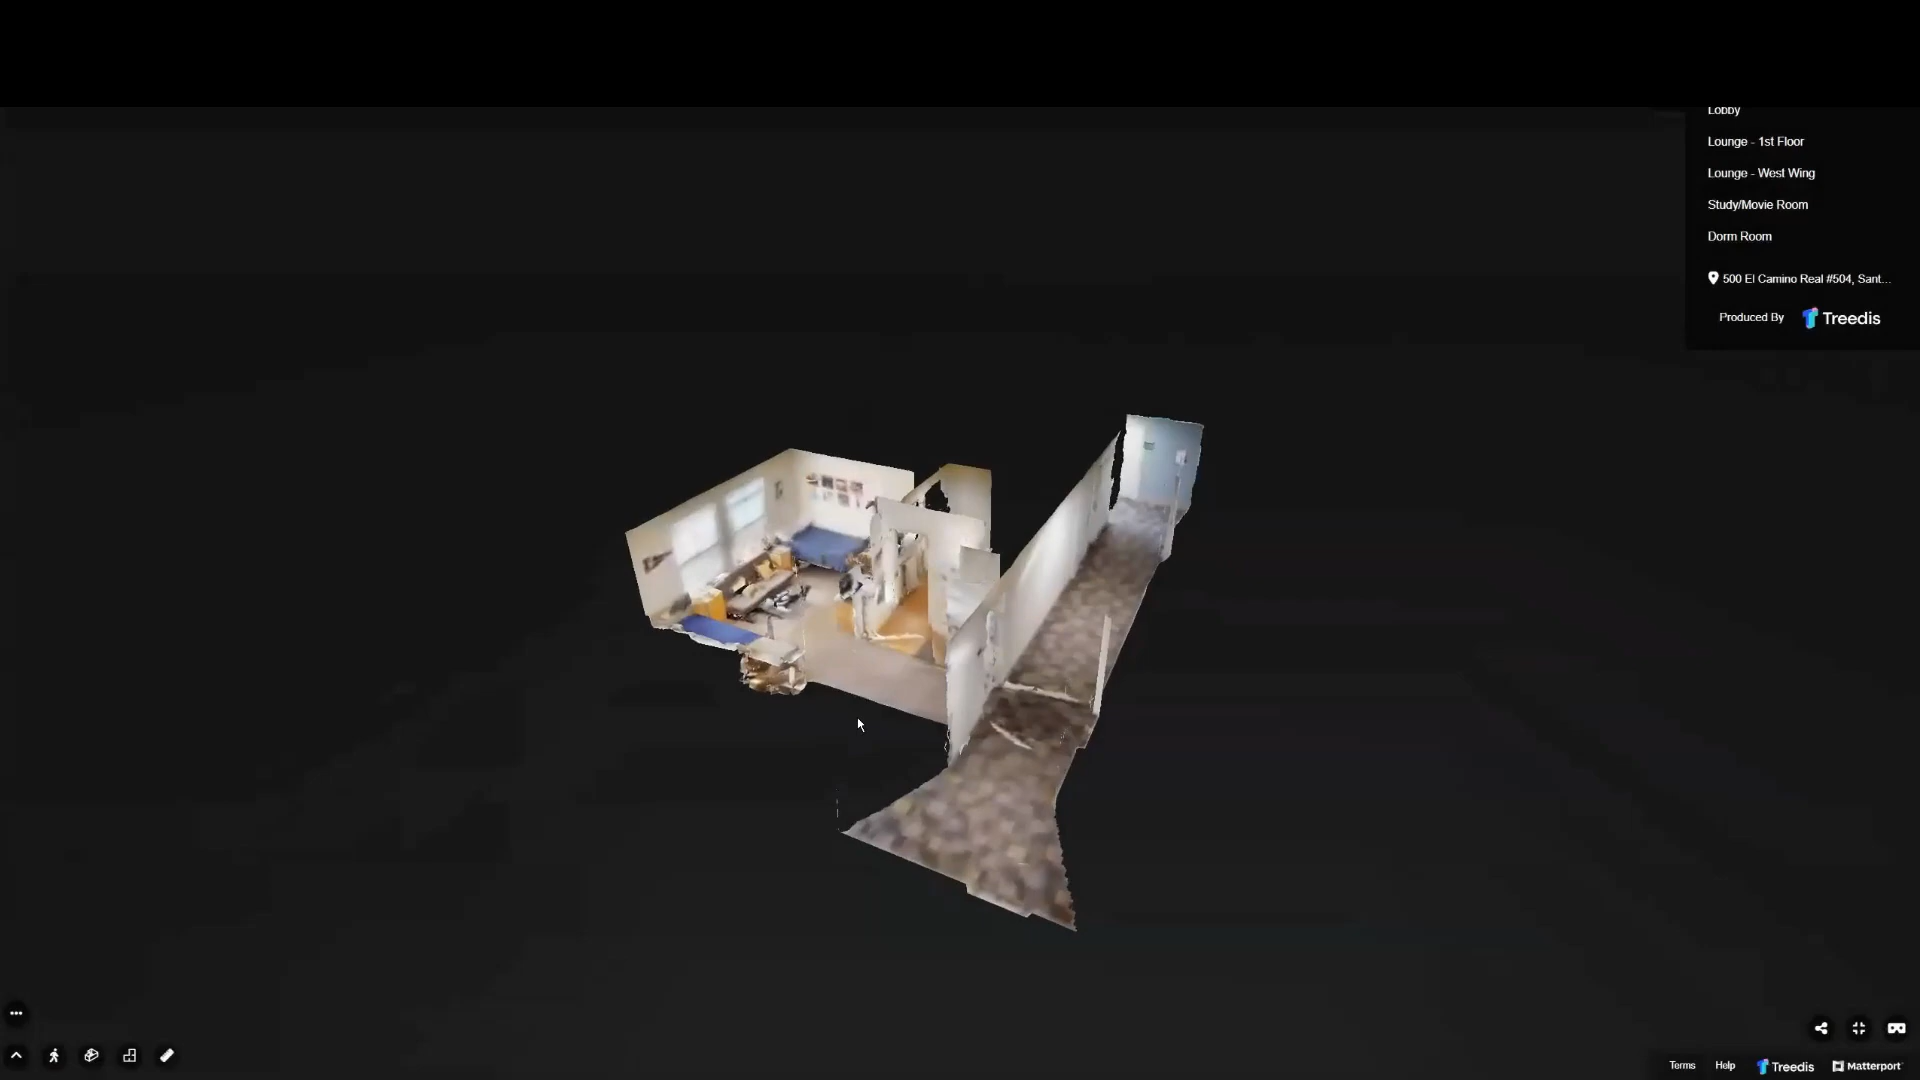 Lobby
Lounge - 1st Floor
Lounge - West Wing
Study/Movie Room
Dorm Room
500 El Camino Real #504, Sant...
Produced By Treedis
Terms Help Treedis Matterport